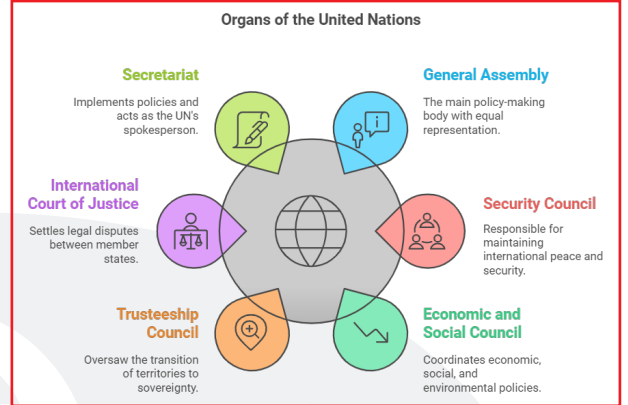 Organs of the United Nations
Secretariat
Implements policies and
acts as the UN's
spokesperson.
General Assembly
The main policy-making
body with equal
representation.
International
Court of Justice
Settles legal disputes
between member
states.
Security Council
Responsible for
maintaining
international peace and
security.
Trusteeship
Council
Oversaw the transition
of territories to
sovereignty.
Economic and
Social Council
Coordinates economic,
social, and
environmental policies.